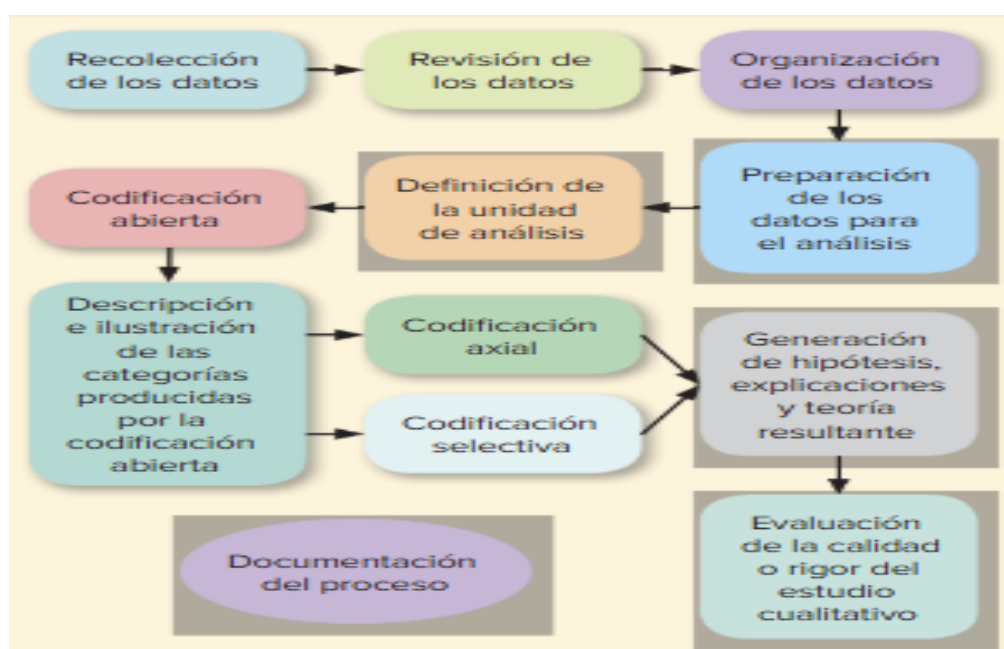 Recolección
de los datos
Revisión de
los datos
Organización
de los datos
Preparación
de los
datos para
el análisis
Definición de
la unidad
de análisis
Codificación
abierta
Descripción
e ilustración
de las
categorías
producidas
por la
codificación
abierta
Codificación
axial
Codificación
selectiva
Generación
de hipótesis,
explicaciones
y teoría
resultante
Evaluación
de la calidad
o rigor del
estudio
cualitativo
Documentación
del proceso